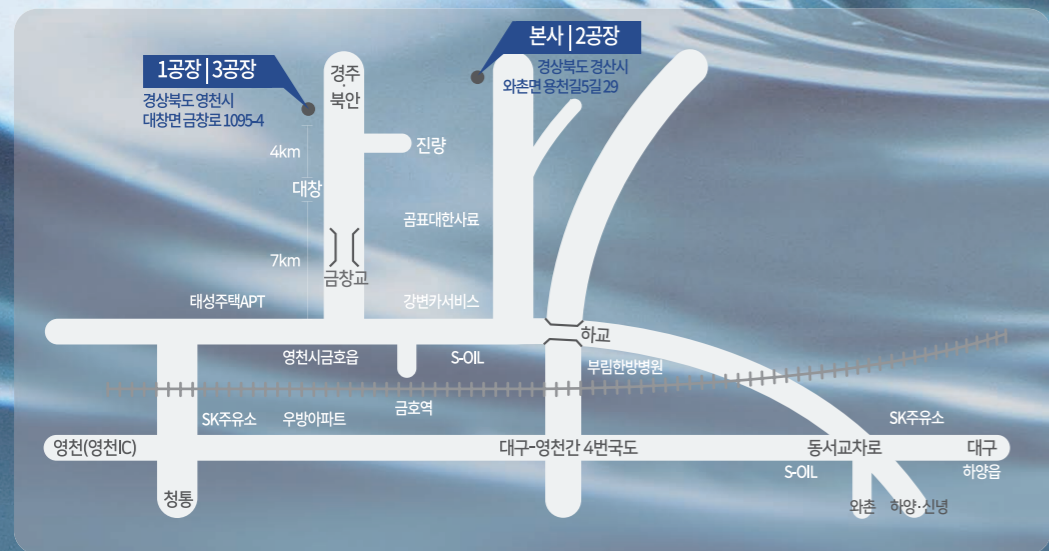 본사 | 2공장
경상북도 경산시
와촌면 용천길5길 29
1공장 | 3공장
경상북도 영천시
대창면 금창로 1095-4
경주
·
북안
4km
진량
대창
곰표대한사료
7km
금창교
태성주택APT
강변카서비스
하교
영천시금호읍
S-OIL
부림한방병원
금호역
SK주유소
우방아파트
SK주유소
영천(영천IC)
대구-영천간 4번국도
동서교차로
대구
S-OIL
하양읍
청통
와촌
하양·신녕